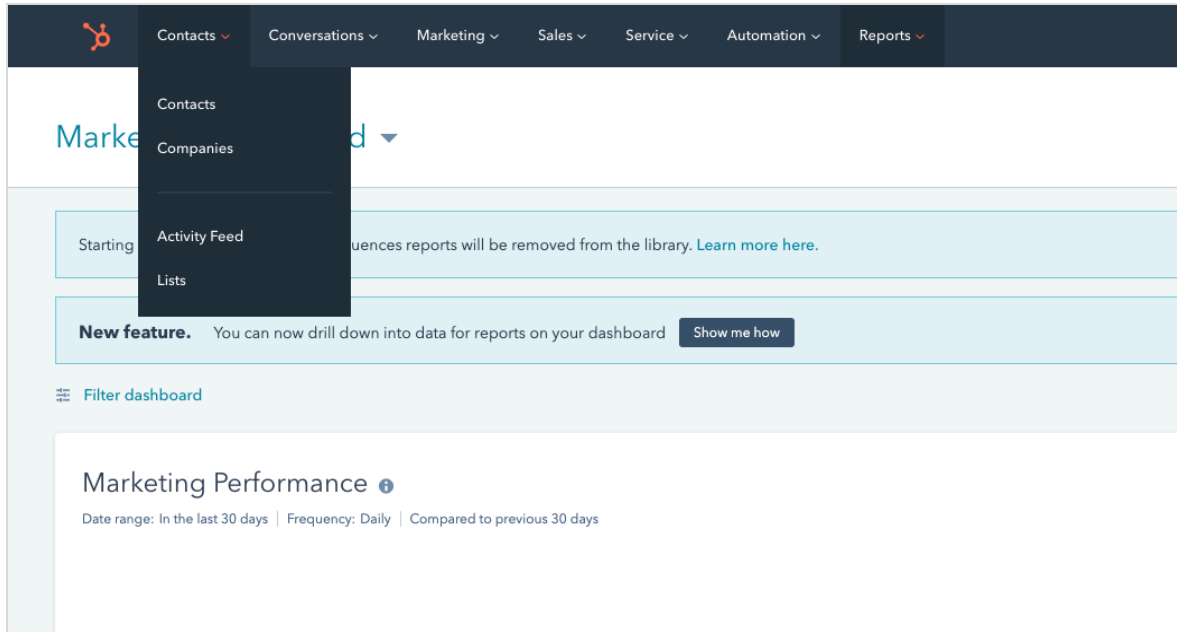 Contacts Conversations Marketing Sales Service Automation Reports
Contacts
Companies
Activity Feed
Lists
Marke d
Starting uences reports will be removed from the library. Learn more here.
New feature. You can now drill down into data for reports on your dashboard Show me how
Filter dashboard
Marketing Performance
Date range: In the last 30 days Frequency: Daily Compared to previous 30 days